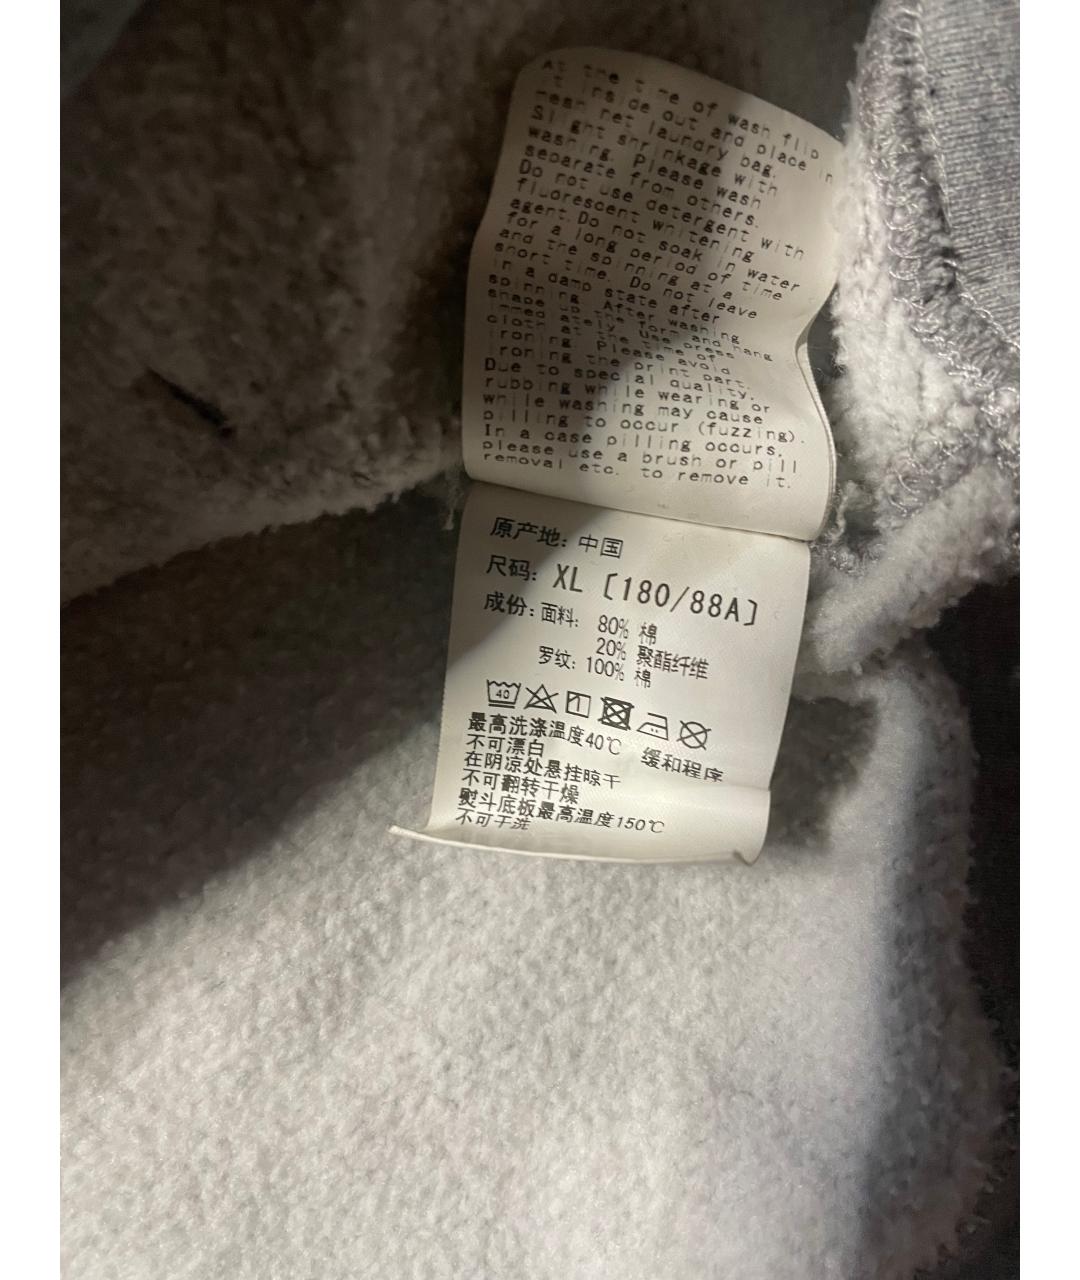 At the time of wash flip
it inside out and place in
mesh net laundry bag.
Slight shrinkage with
washing. Please wash
separate from others.
Do not use detergent with
fluorescent whitening
agent. Do not soak in water
for a long period of time
and the spinning at a
short time. Do not leave
in a damp state after
spinning. After washing
shape up the form and hang
immediately. Use press
cloth at the time of
ironing. Please avoid
ironing the print part.
Due to special quality,
rubbing while wearing or
while washing may cause
pilling to occur (fuzzing).
In a case pilling occurs,
please use a brush or pill
removal etc. to remove it.
原产地: 中国
尺码: XL [180/88A]
成份: 面料: 80% 棉
20% 聚酯纤维
罗纹: 100% 棉
40
最高洗涤温度40℃ 缓和程序
不可漂白
在阴凉处悬挂晾干
不可翻转干燥
熨斗底板最高温度150℃
不可干洗